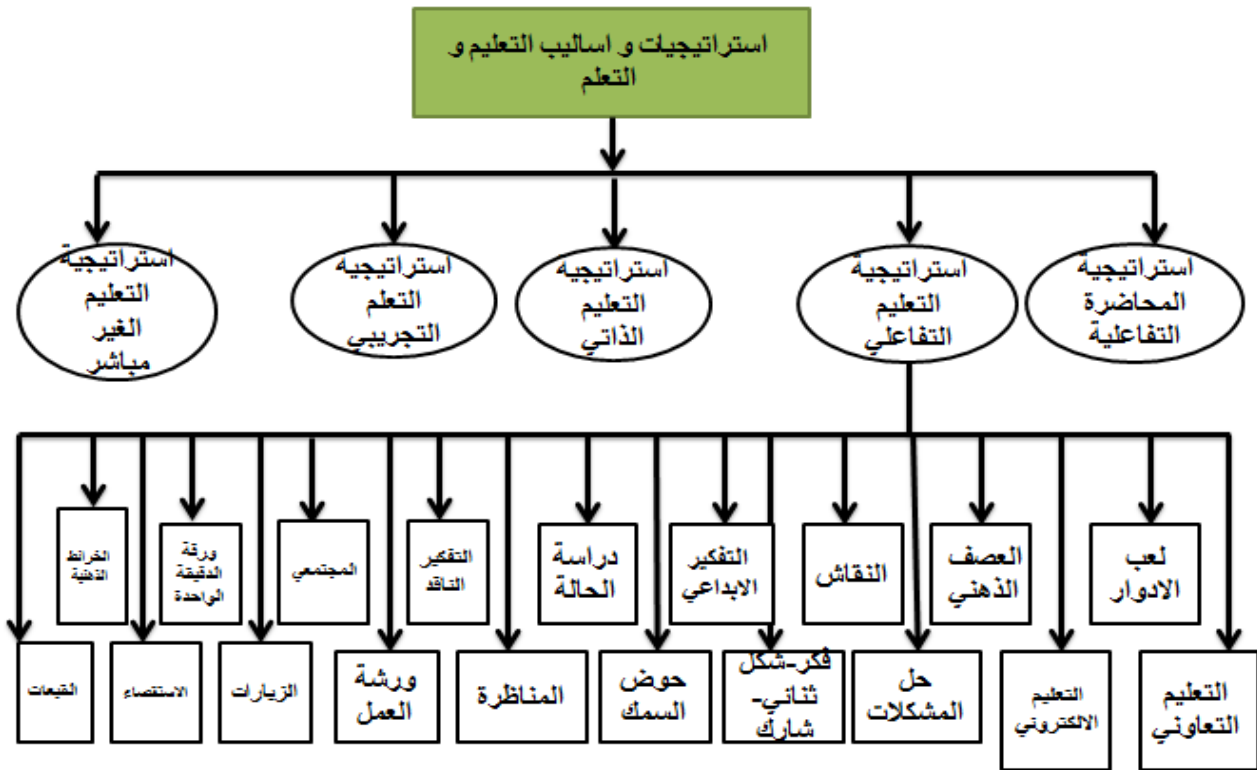 استراتيجيات و اساليب التعليم و
التعلم
استراتيجية
المحاضرة
التفاعلية
استراتيجية
التعليم
التفاعلي
استراتيجيه
التعليم
الذاتي
استراتيجيه
التعلم
التجريبي
استراتيجية
التعليم
الغير
مباشر
لعب
الادوار
العصف
الذهني
النقاش
التفكير
الابداعي
دراسة
الحالة
التفكير
الناقد
المجتمعي
ورقة
الدقيقة
الواحدة
الخرائط
الذهنية
التعليم
التعاوني
التعليم
الالكتروني
حل
المشكلات
فكر-شكل
ثنائي-
شارك
حوض
السمك
المناظرة
ورشة
العمل
الزيارات
الاستقصاء
القبعات